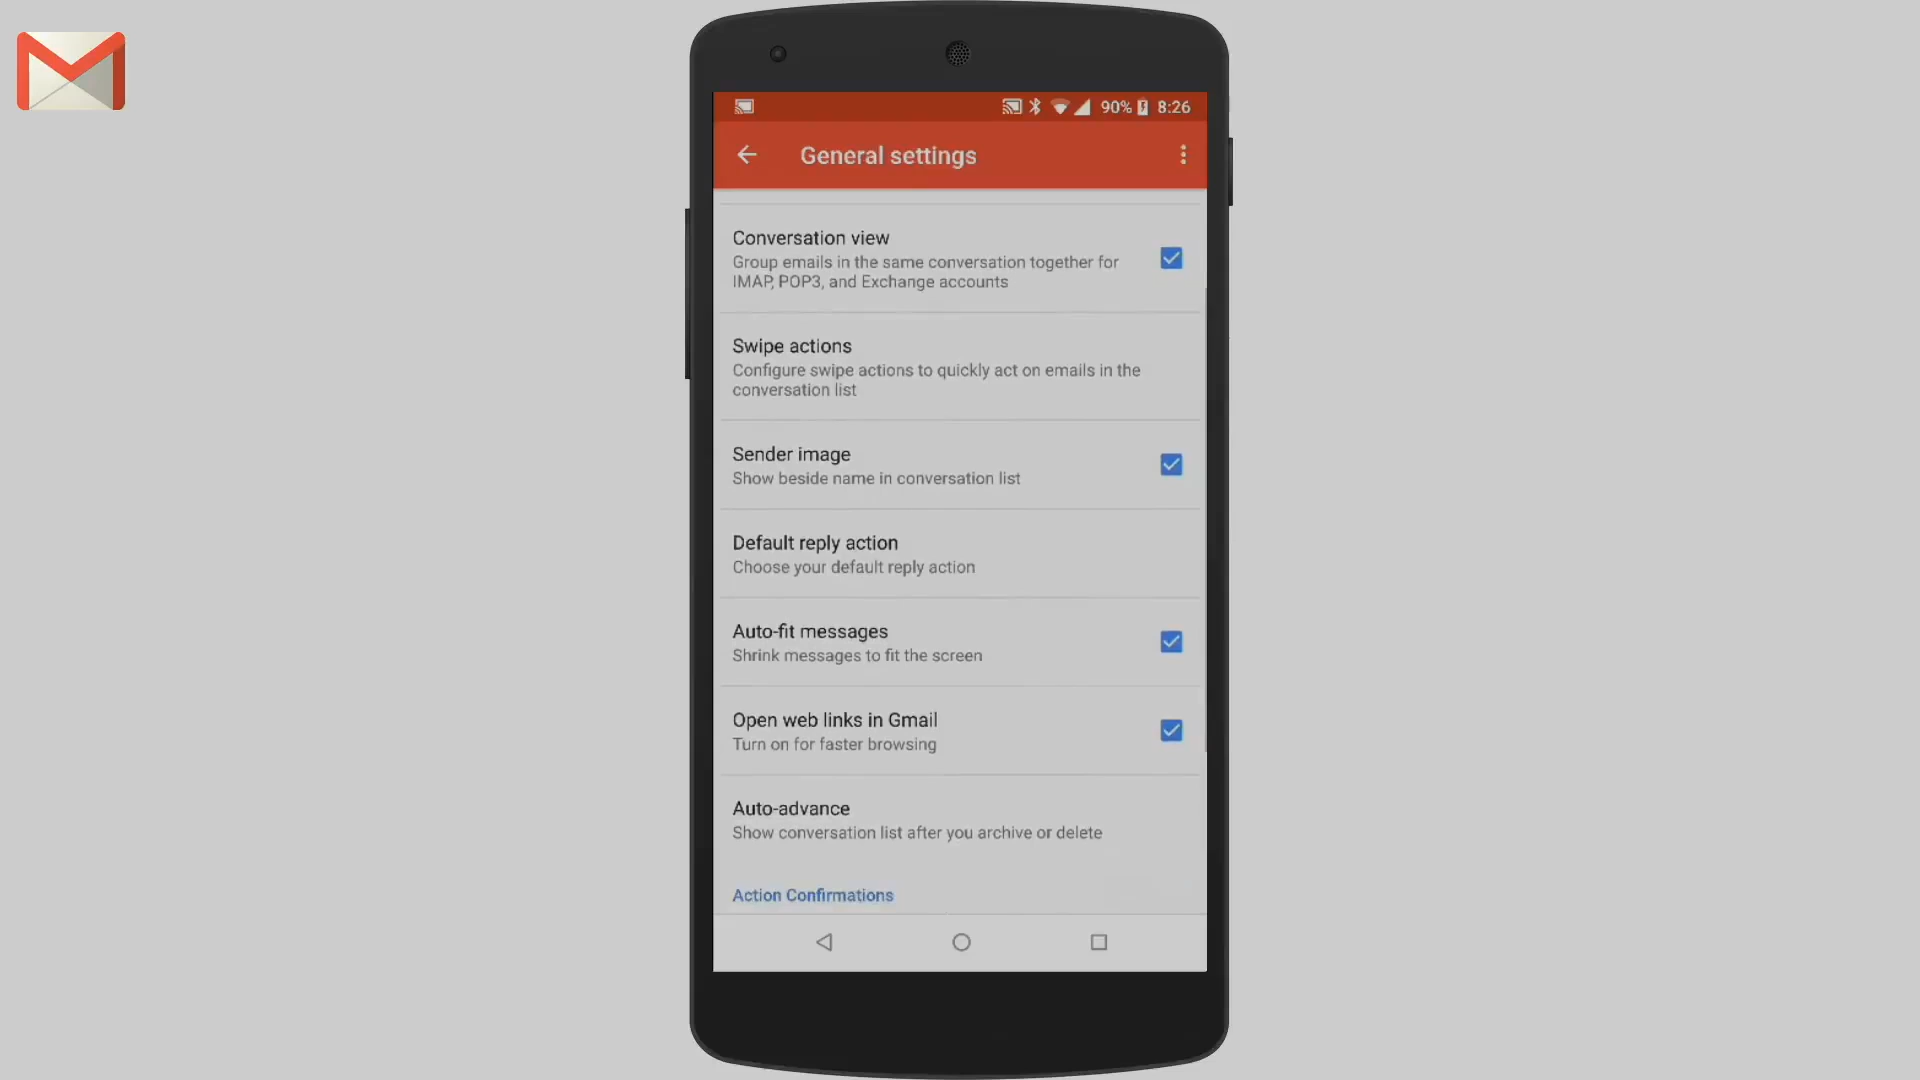 90% 8:26
General settings
Conversation view
Group emails in the same conversation together for
IMAP, POP3, and Exchange accounts
Swipe actions
Configure swipe actions to quickly act on emails in the
conversation list
Sender image
Show beside name in conversation list
Default reply action
Choose your default reply action
Auto-fit messages
Shrink messages to fit the screen
Open web links in Gmail
Turn on for faster browsing
Auto-advance
Show conversation list after you archive or delete
Action Confirmations